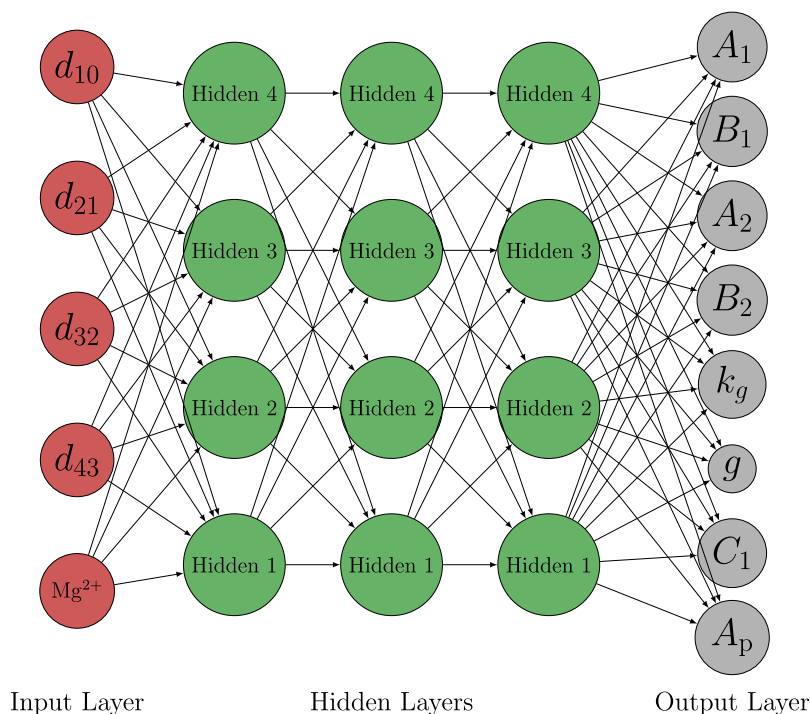 d₁₀
d₂₁
d₃₂
d₄₃
Mg²⁺
Hidden 4
Hidden 3
Hidden 2
Hidden 1
Hidden 4
Hidden 3
Hidden 2
Hidden 1
Hidden 4
Hidden 3
Hidden 2
Hidden 1
A₁
B₁
A₂
B₂
k_g
g
C₁
Aₚ
Input Layer
Hidden Layers
Output Layer